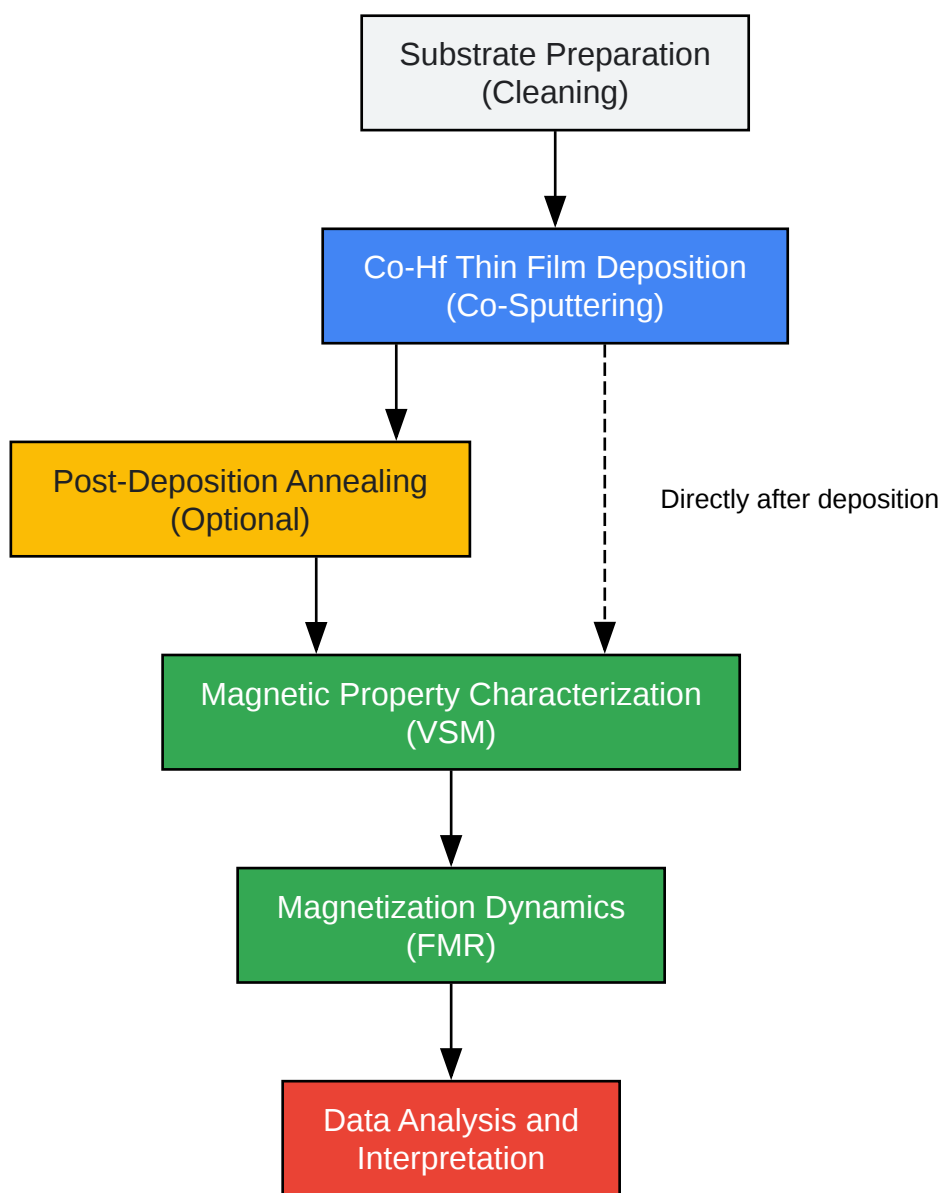 Substrate Preparation
(Cleaning)
Co-Hf Thin Film Deposition
(Co-Sputtering)
Post-Deposition Annealing
(Optional)
Directly after deposition
Magnetic Property Characterization
(VSM)
Magnetization Dynamics
(FMR)
Data Analysis and
Interpretation